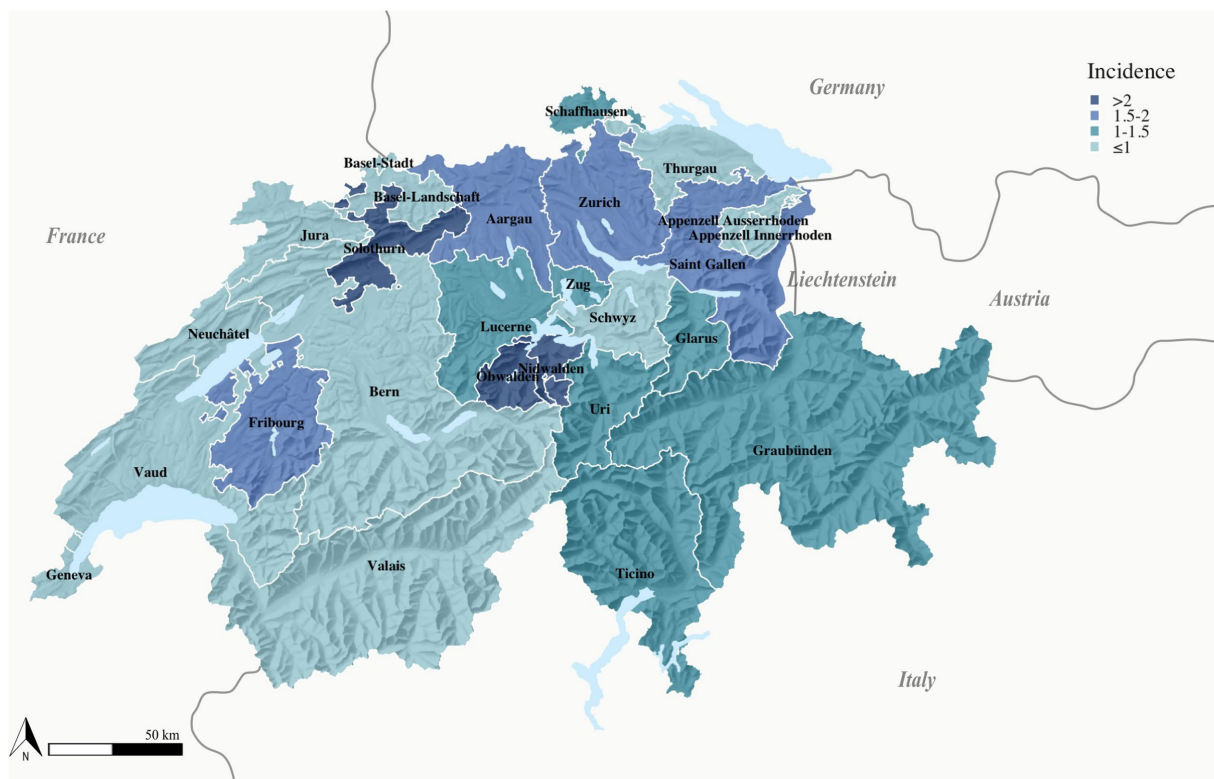 Germany
Incidence
>2
1.5-2
1-1.5
≤1
Schaffhausen
Basel-Stadt
Thurgau
Basel-Landschaft
Zurich
Aargau
Appenzell Ausserrhoden
France
Jura
Appenzell Innerrhoden
Solothurn
Saint Gallen
Liechtenstein
Zug
Austria
Schwyz
Neuchâtel
Lucerne
Glarus
Nidwalden
Obwalden
Bern
Uri
Fribourg
Graubünden
Vaud
Valais
Geneva
Ticino
Italy
50 km
N